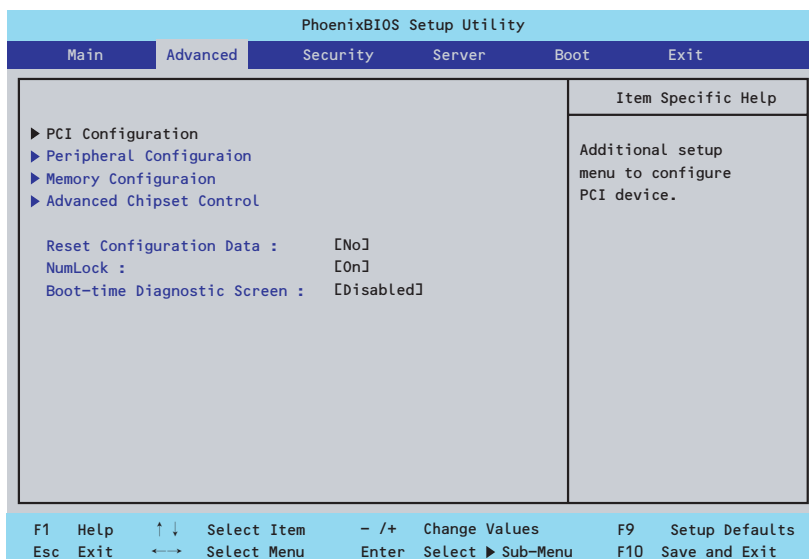 PhoenixBIOS Setup Utility
Main Advanced Security Server Boot Exit
Item Specific Help
▶ PCI Configuration
▶ Peripheral Configuraion
▶ Memory Configuraion
▶ Advanced Chipset Control
Reset Configuration Data : [No]
NumLock : [On]
Boot-time Diagnostic Screen : [Disabled]
Additional setup
menu to configure
PCI device.
F1 Help ↑↓ Select Item - /+ Change Values F9 Setup Defaults
Esc Exit ←→ Select Menu Enter Select ▶ Sub-Menu F10 Save and Exit